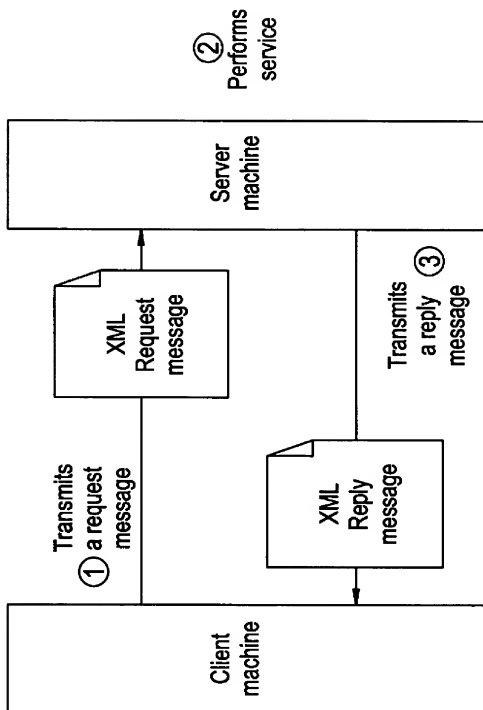 Client
machine
Transmits
① a request
message
XML
Request
message
XML
Reply
message
Transmits
a reply ③
message
Server
machine
②
Performs
service